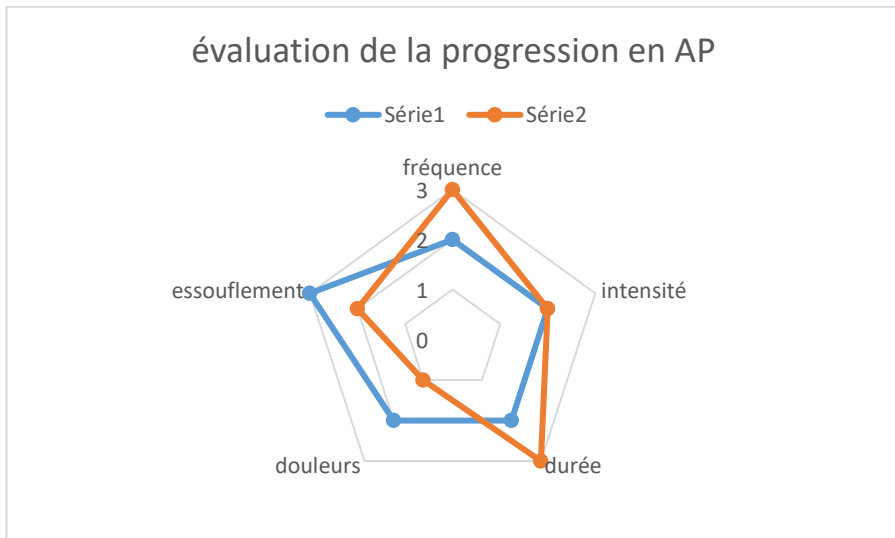 évaluation de la progression en AP
Série1 Série2
fréquence
3
2
1
0
intensité
durée
douleurs
essouflement